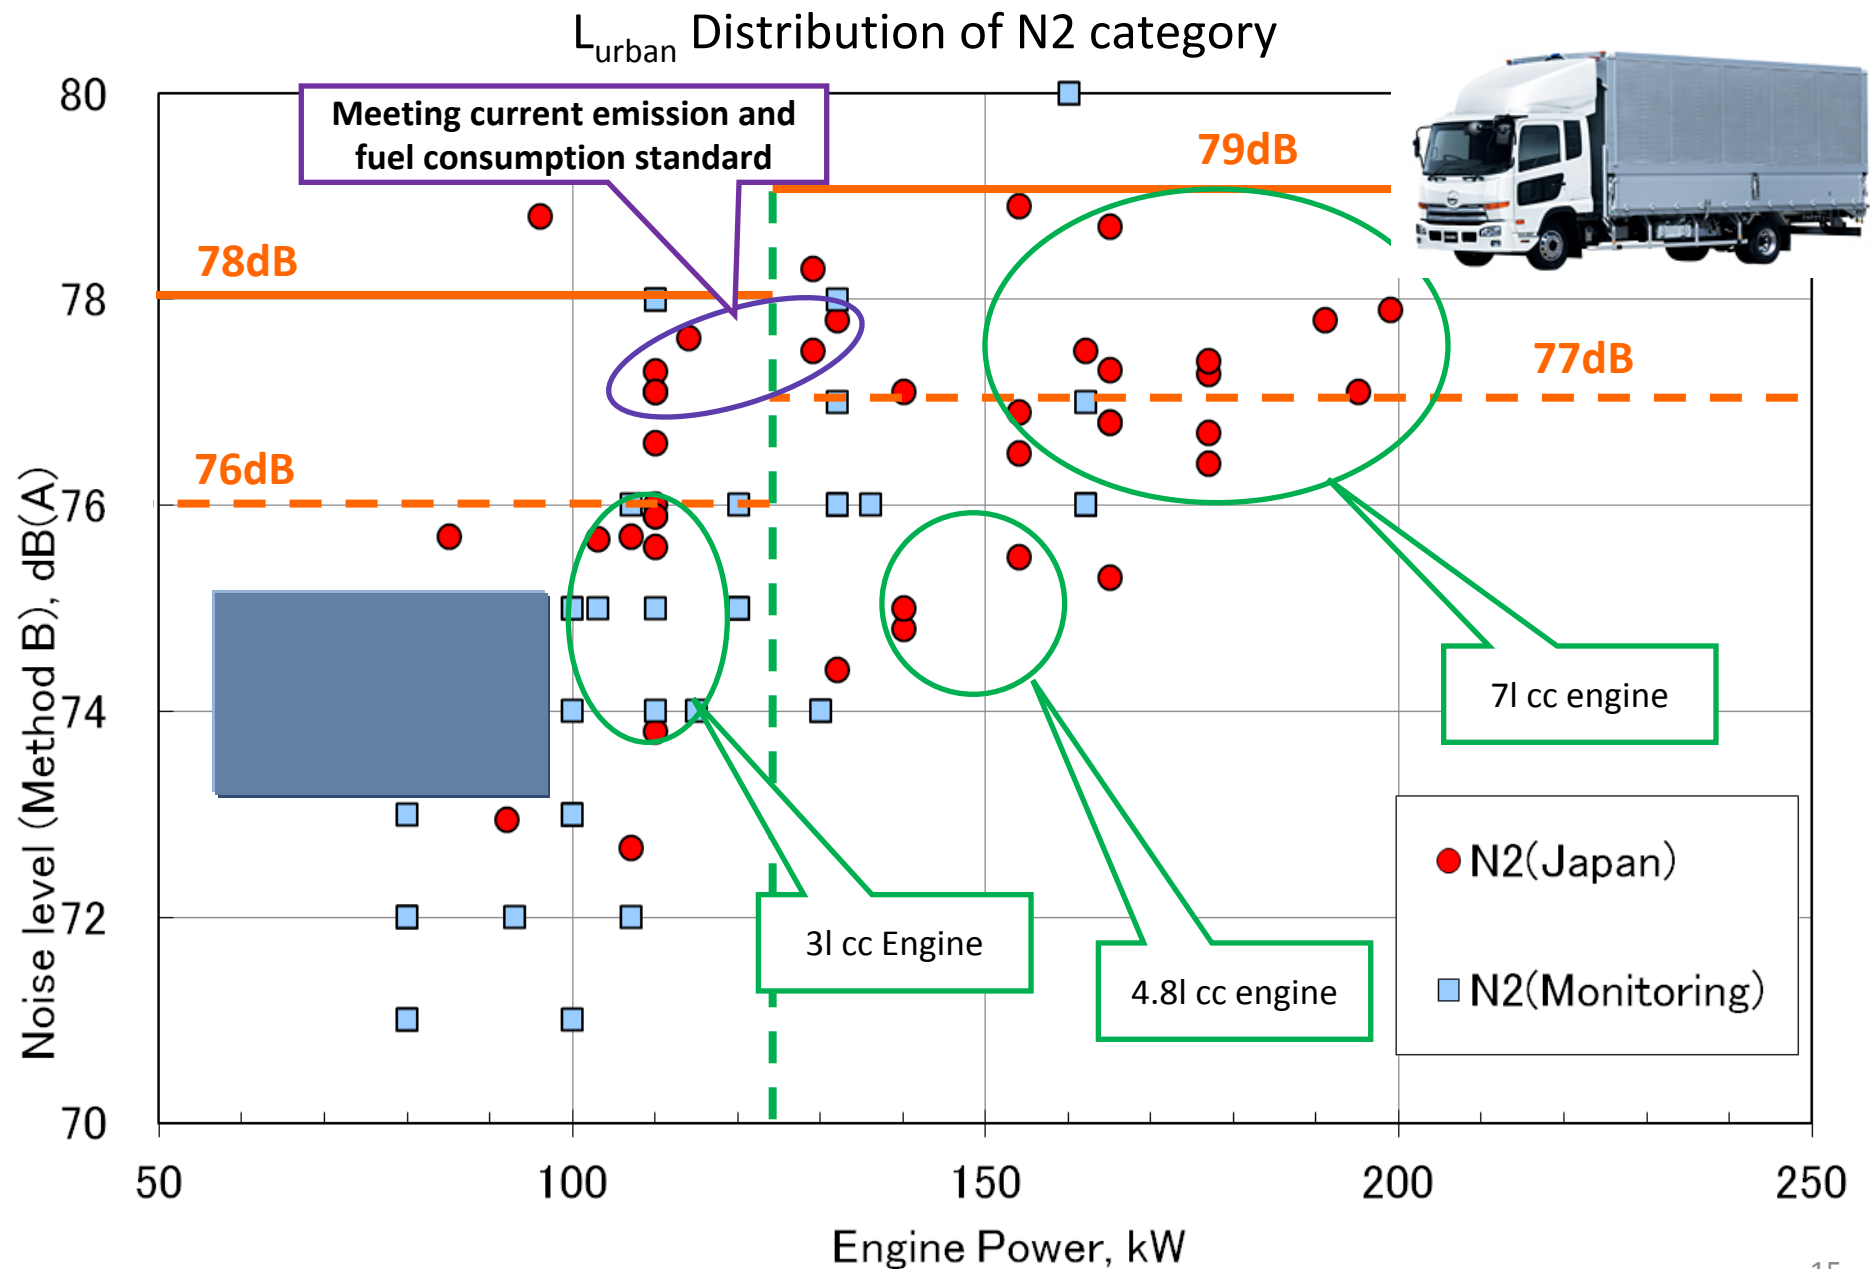 Lurban Distribution of N2 category
80
Meeting current emission and
fuel consumption standard
79dB
78dB
78
77dB
76dB
76
74
7l cc engine
N2(Japan)
72
3l cc Engine
4.8l cc engine
N2(Monitoring)
70
Noise level (Method B), dB(A)
50
100
150
200
250
Engine Power, kW
15